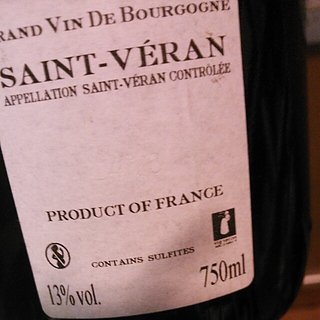 RAND VIN DE BOURGOGNE
SAINT-VÉRAN
APPELLATION SAINT-VÉRAN CONTRÔLÉE
PRODUCT OF FRANCE
CONTAINS SULFITES
13% vol.
750ml